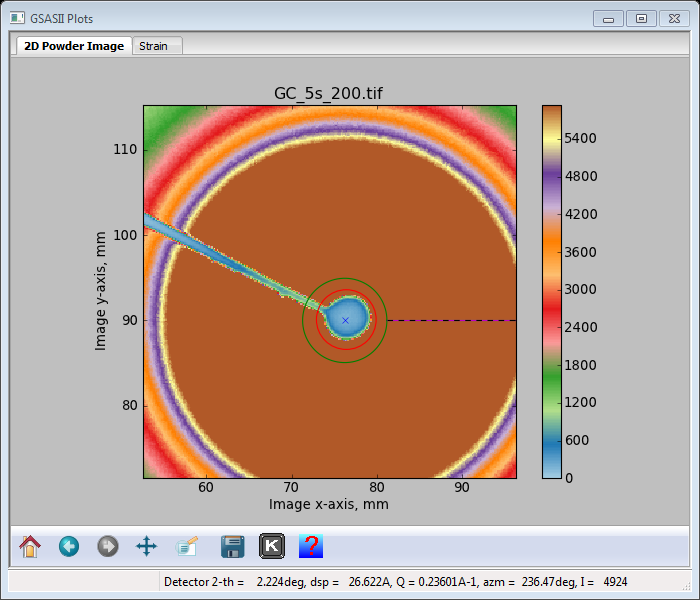 GSASII Plots
2D Powder Image Strain
GC_5s_200.tif
110
100
90
80
Image y-axis, mm
60 70 80 90
Image x-axis, mm
5400
4800
4200
3600
3000
2400
1800
1200
600
0
K ?
Detector 2-th = 2.224deg, dsp = 26.622A, Q = 0.23601A-1, azm = 236.47deg, I = 4924